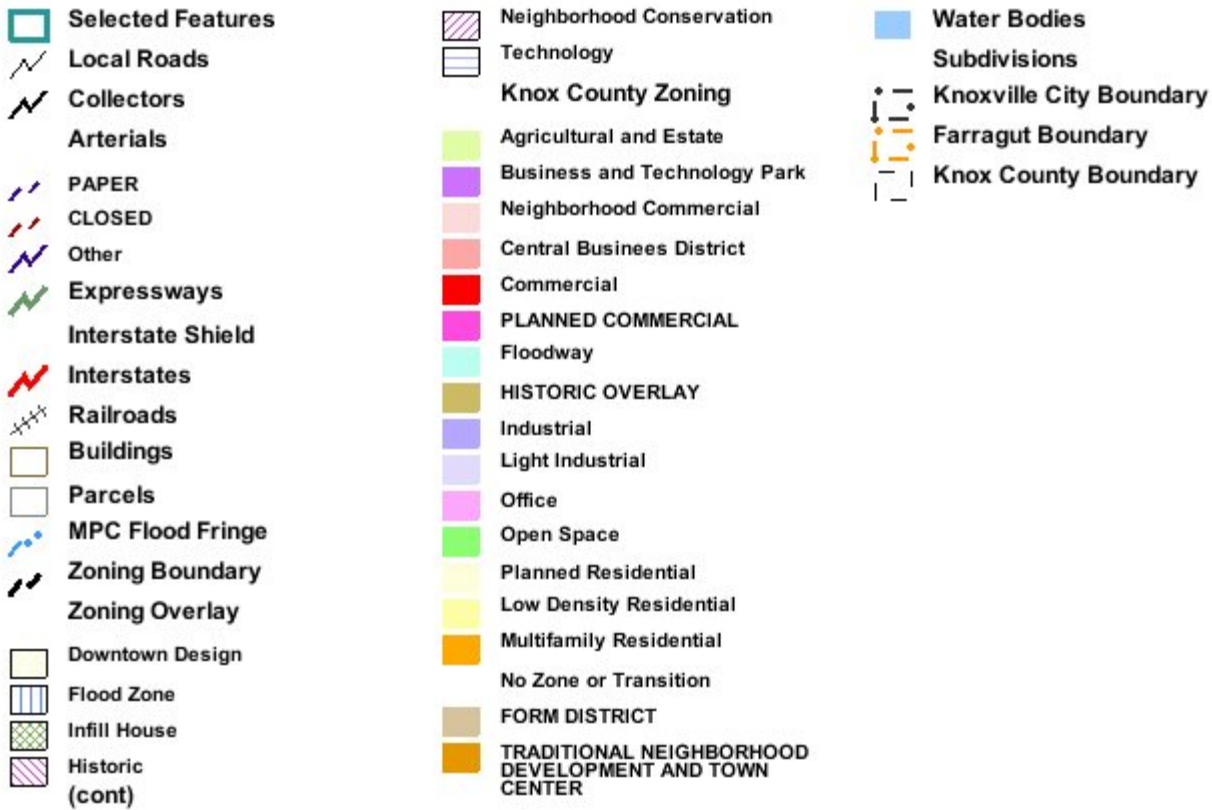 Selected Features
Local Roads
Collectors
Arterials
PAPER
CLOSED
Other
Expressways
Interstate Shield
Interstates
Railroads
Buildings
Parcels
MPC Flood Fringe
Zoning Boundary
Zoning Overlay
Downtown Design
Flood Zone
Infill House
Historic
(cont)
Neighborhood Conservation
Technology
Knox County Zoning
Agricultural and Estate
Business and Technology Park
Neighborhood Commercial
Central Businees District
Commercial
PLANNED COMMERCIAL
Floodway
HISTORIC OVERLAY
Industrial
Light Industrial
Office
Open Space
Planned Residential
Low Density Residential
Multifamily Residential
No Zone or Transition
FORM DISTRICT
TRADITIONAL NEIGHBORHOOD
DEVELOPMENT AND TOWN
CENTER
Water Bodies
Subdivisions
Knoxville City Boundary
Farragut Boundary
Knox County Boundary